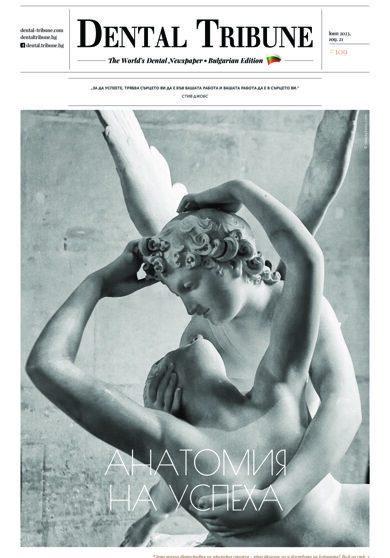 dental-tribune.com
dentaltribune.bg
dental.tribune.bg
DENTAL TRIBUNE
The World's Dental Newspaper • Bulgarian Edition
юни 2023,
год. 21
#109
„ЗА ДА УСПЕЕТЕ, ТРЯБВА СЪРЦЕТО ВИ ДА Е ВЪВ ВАШАТА РАБОТА И ВАШАТА РАБОТА ДА Е В СЪРЦЕТО ВИ."
СТИВ ДЖОБС
АНАТОМИЯ
НА УСПЕХА